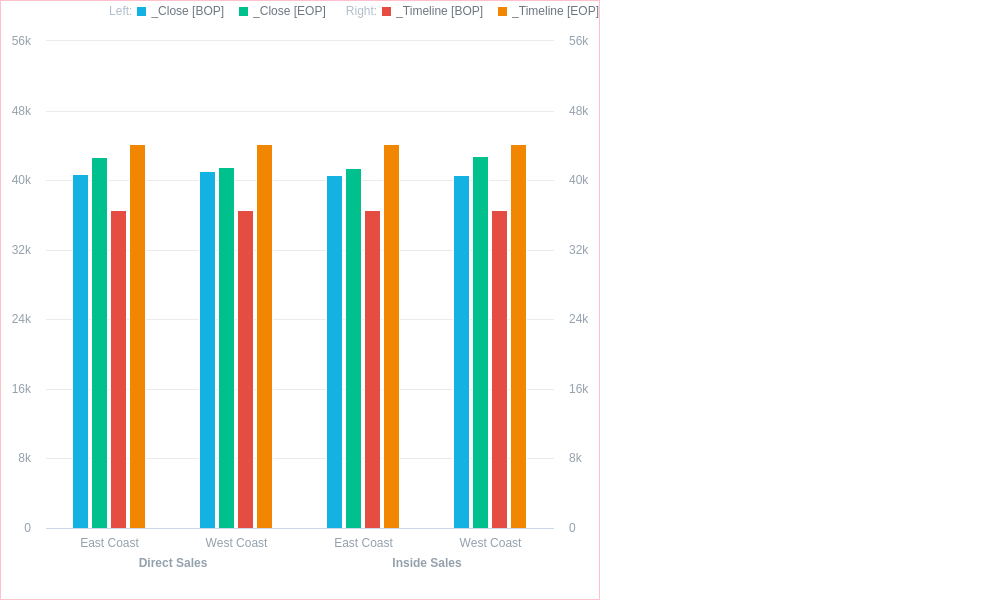 Left: _Close [BOP] _Close [EOP] Right: _Timeline [BOP] _Timeline [EOP]
56k 56k
48k 48k
40k 40k
32k 32k
24k 24k
16k 16k
8k 8k
0 0
East Coast West Coast East Coast West Coast
Direct Sales Inside Sales